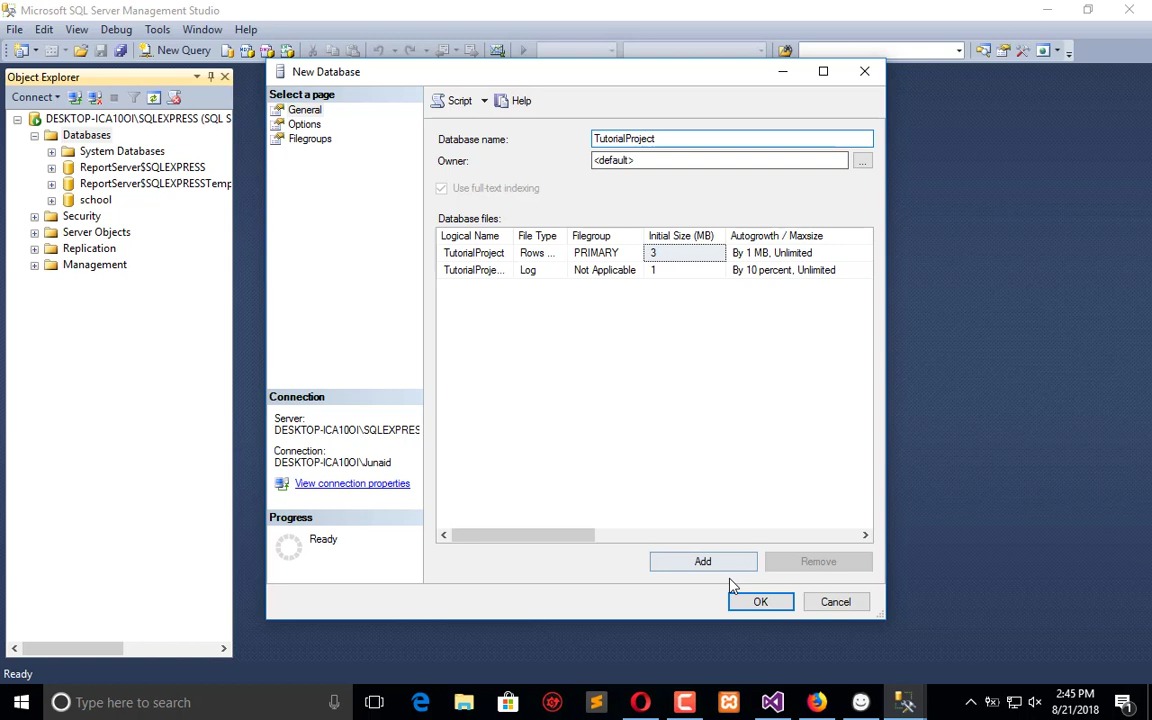 Microsoft SQL Server Management Studio
File Edit View Debug Tools Window Help
New Query
Object Explorer
Connect
DESKTOP-ICA10OI\SQLEXPRESS (SQL S
Databases
System Databases
ReportServer$SQLEXPRESS
ReportServer$SQLEXPRESSTemp
school
Security
Server Objects
Replication
Management
New Database
Select a page
General
Options
Filegroups
Script Help
Database name: TutorialProject
Owner: <default> ...
Use full-text indexing
Database files:
Logical Name File Type Filegroup Initial Size (MB) Autogrowth / Maxsize
TutorialProject Rows ... PRIMARY 3 By 1 MB, Unlimited
TutorialProje... Log Not Applicable 1 By 10 percent, Unlimited
Connection
Server:
DESKTOP-ICA10OI\SQLEXPRES
Connection:
DESKTOP-ICA10OI\Junaid
View connection properties
Progress
Ready
Add Remove
OK Cancel
Ready
Type here to search
2:45 PM
8/21/2018
1